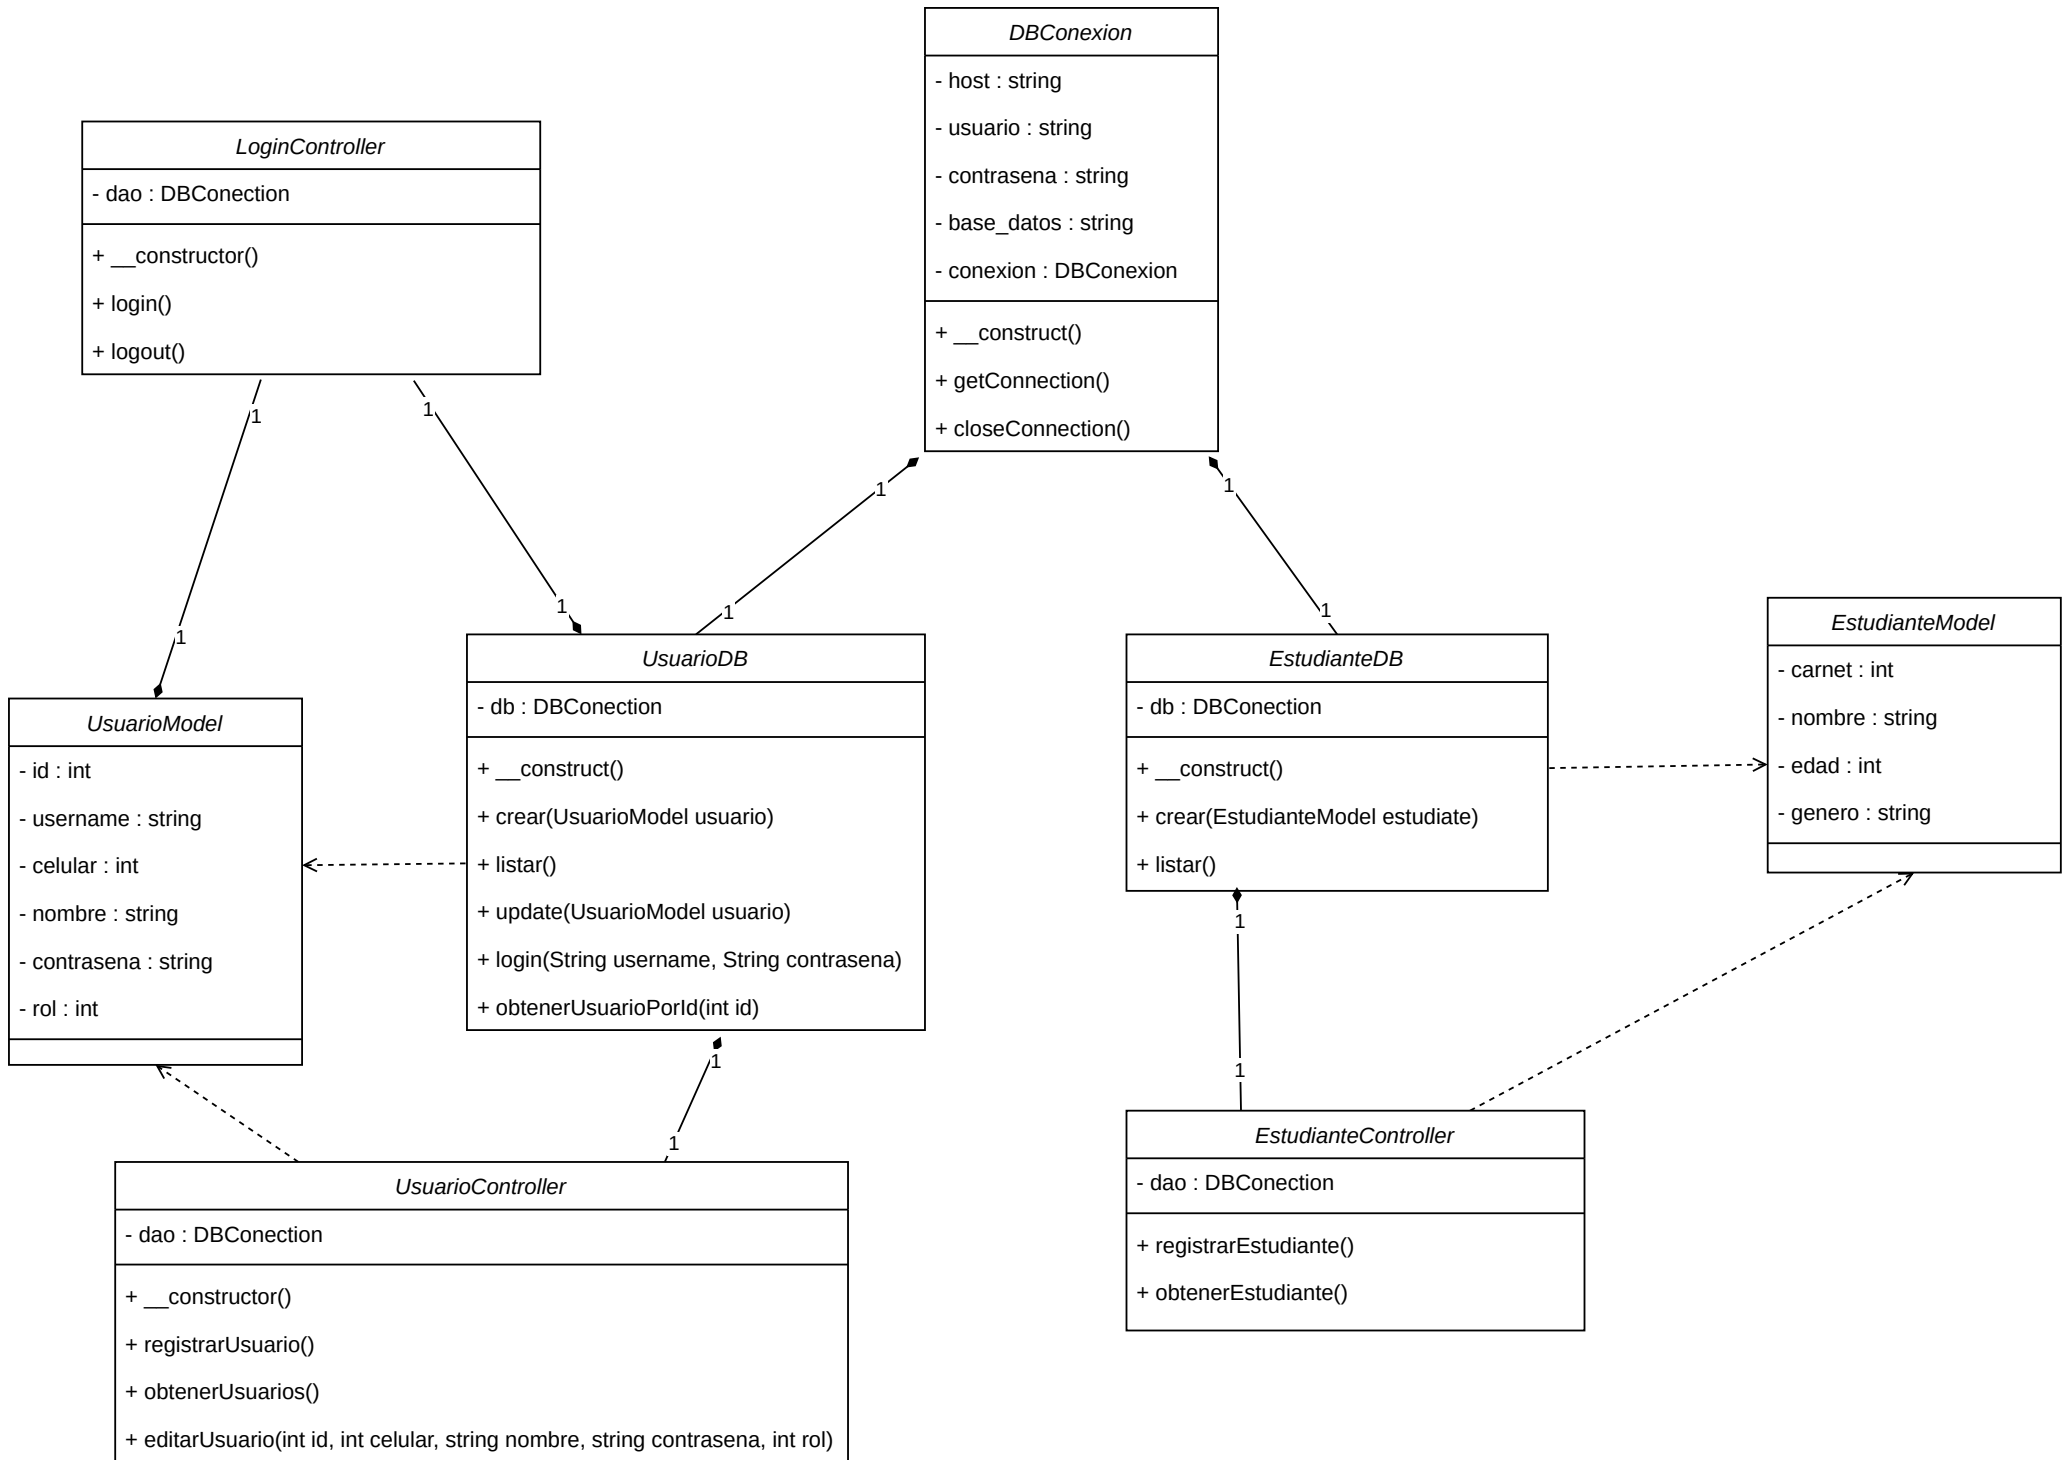 DBConexion
- host : string
- usuario : string
- contrasena : string
- base_datos : string
- conexion : DBConexion
+ __construct()
+ getConnection()
+ closeConnection()
LoginController
- dao : DBConection
+ __constructor()
+ login()
+ logout()
1
1
1
1
1
1
1
1
UsuarioModel
- id : int
- username : string
- celular : int
- nombre : string
- contrasena : string
- rol : int
UsuarioDB
- db : DBConection
+ __construct()
+ crear(UsuarioModel usuario)
+ listar()
+ update(UsuarioModel usuario)
+ login(String username, String contrasena)
+ obtenerUsuarioPorId(int id)
EstudianteDB
- db : DBConection
+ __construct()
+ crear(EstudianteModel estudiate)
+ listar()
EstudianteModel
- carnet : int
- nombre : string
- edad : int
- genero : string
1
1
1
1
UsuarioController
- dao : DBConection
+ __constructor()
+ registrarUsuario()
+ obtenerUsuarios()
+ editarUsuario(int id, int celular, string nombre, string contrasena, int rol)
EstudianteController
- dao : DBConection
+ registrarEstudiante()
+ obtenerEstudiante()